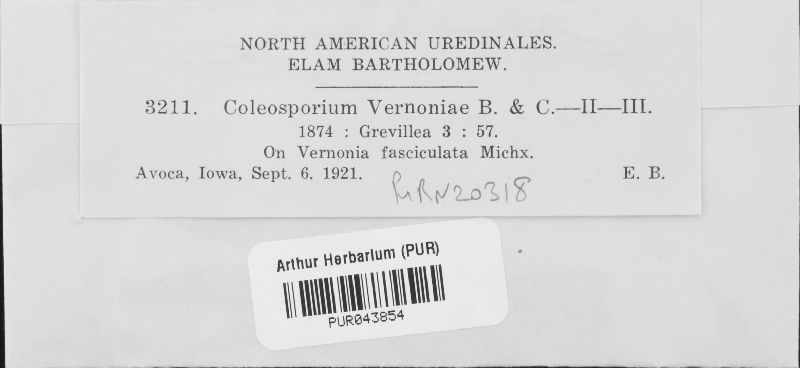 NORTH AMERICAN UREDINALES.
ELAM BARTHOLOMEW.
3211. Coleosporium Vernoniae B. & C.—II—III.
1874 : Grevillea 3 : 57.
On Vernonia fasciculata Michx.
Avoca, Iowa, Sept. 6. 1921. E. B.
PURN20318
Arthur Herbarium (PUR)
PUR043854